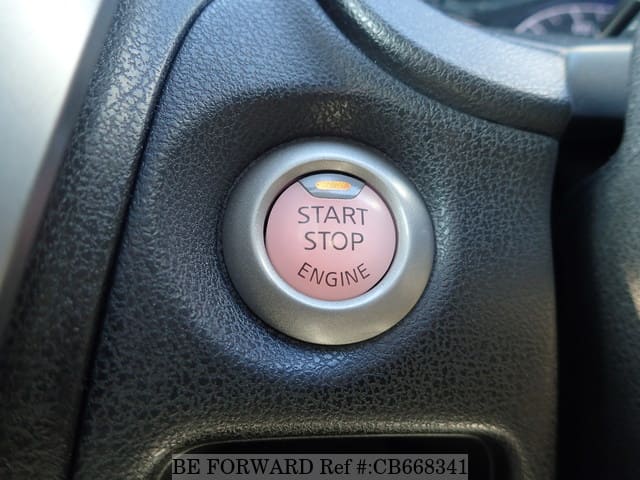 START
STOP
ENGINE
BE FORWARD Ref #:CB668341